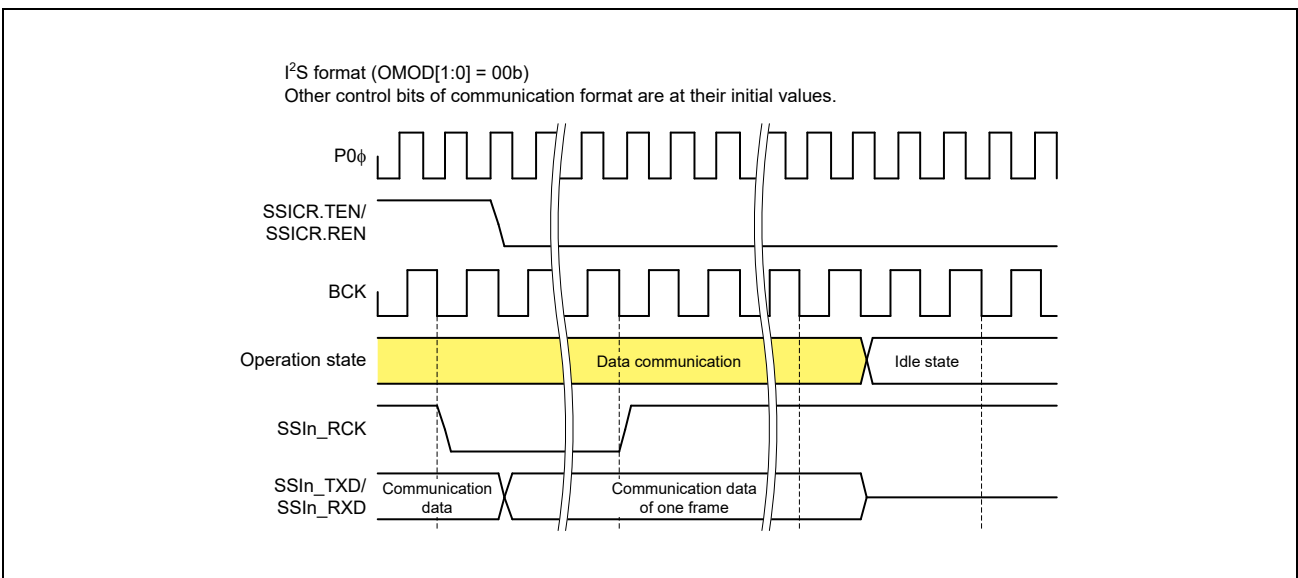 I²S format (OMOD[1:0] = 00b)
Other control bits of communication format are at their initial values.
P0ϕ
SSICR.TEN/
SSICR.REN
BCK
Operation state
Data communication
Idle state
SSIn_RCK
SSIn_TXD/
SSIn_RXD
Communication
data
Communication data
of one frame